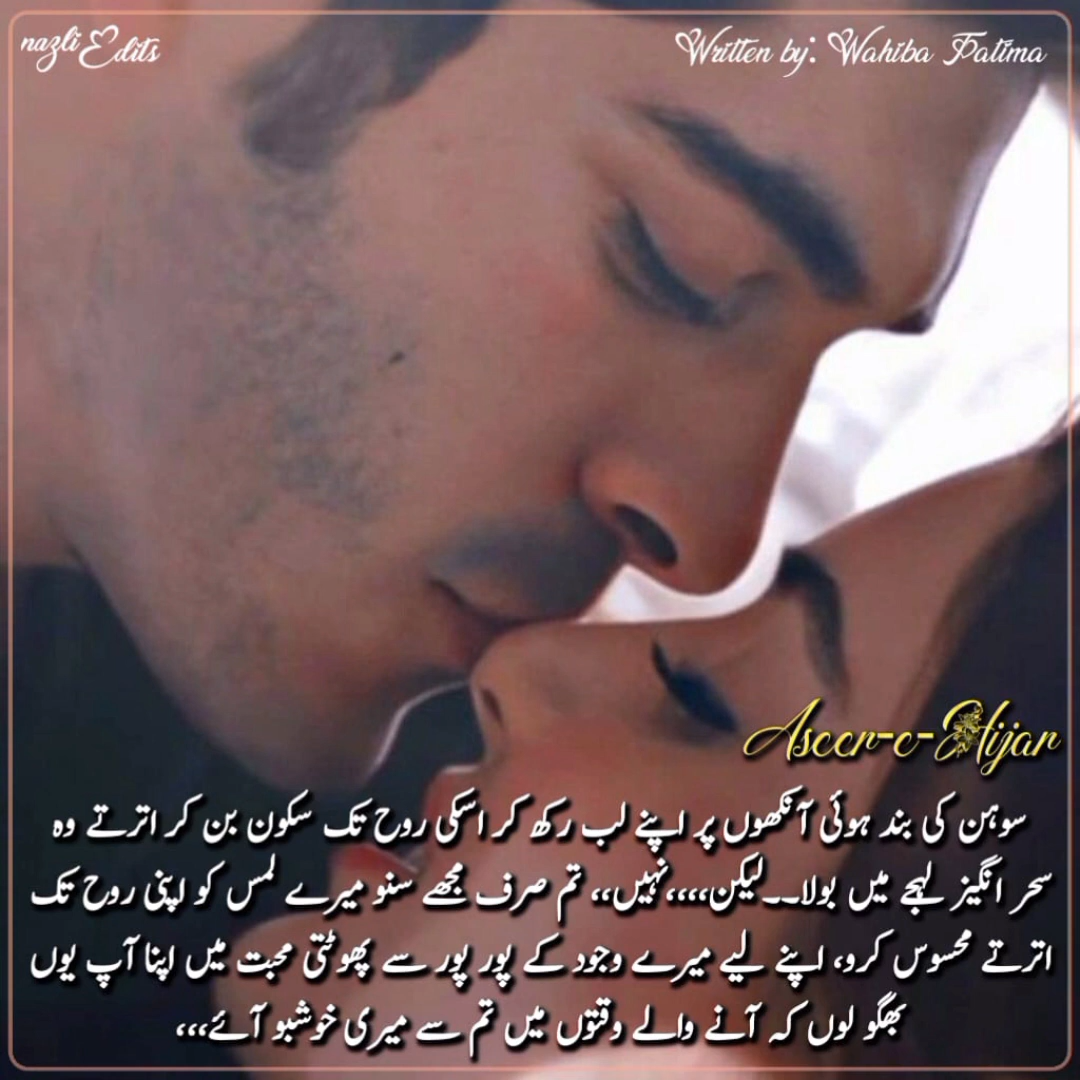 nazli Edits
Written by: Wahiba Fatima
Aseer-e-Hijar
سوہن کی بند ہوئی آنکھوں پر اپنے لب رکھ کر اسکی روح تک سکون بن کر اترتے وہ
سحر انگیز لہجے میں بولا۔۔لیکن،،،،نہیں،، تم صرف مجھے سنو میرے لمس کو اپنی روح تک
اترتے محسوس کرو، اپنے لیے میرے وجود کے پور پور سے پھوٹتی محبت میں اپنا آپ یوں
بھگو لوں کہ آنے والے وقتوں میں تم سے میری خوشبو آئے،،،